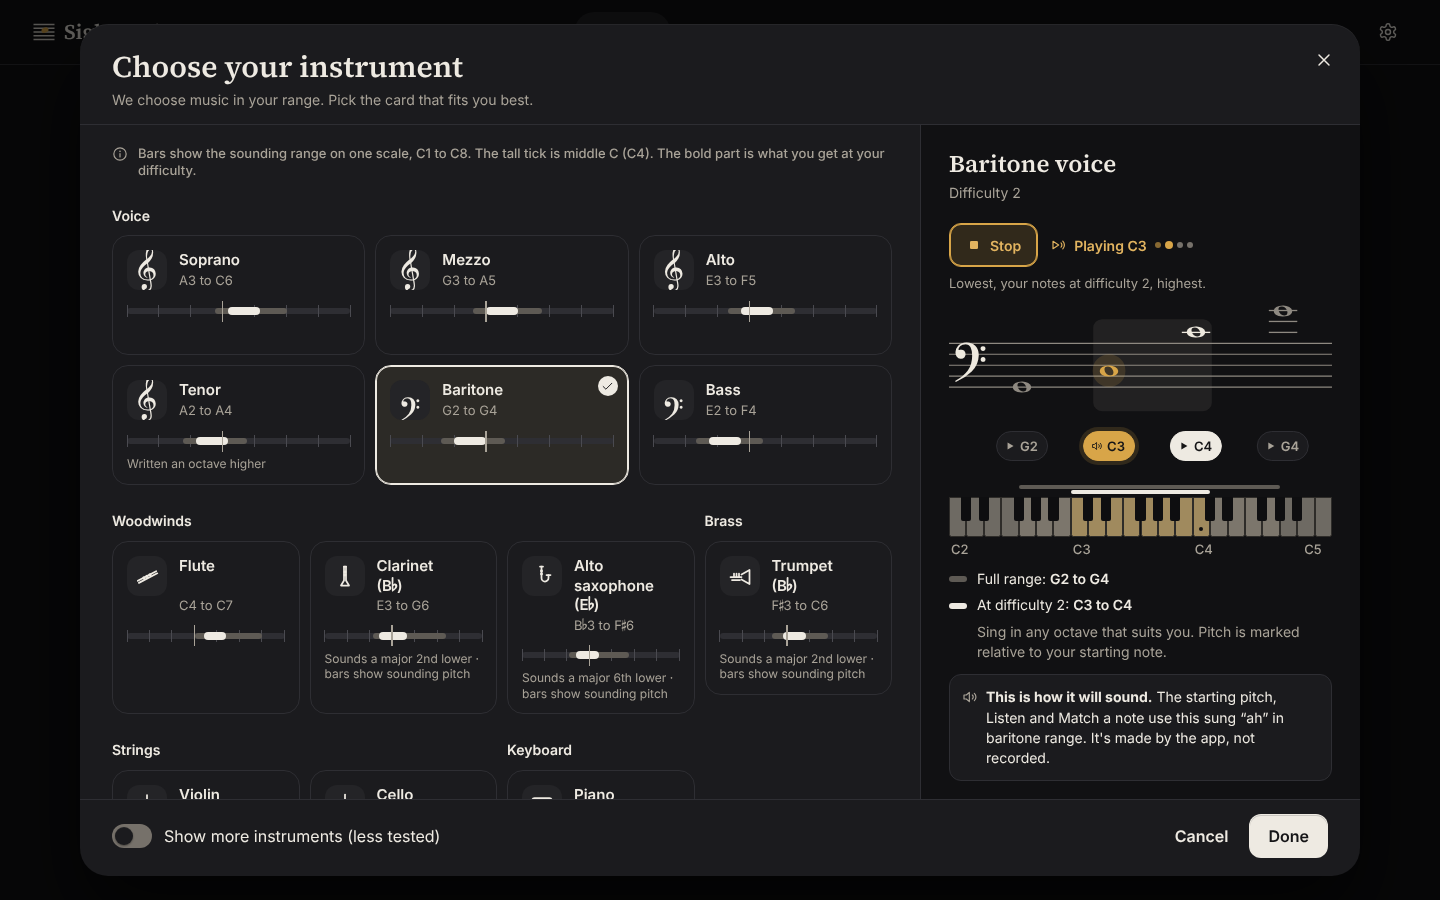 Choose your instrument
We choose music in your range. Pick the card that fits you best.
Bars show the sounding range on one scale, C1 to C8. The tall tick is middle C (C4). The bold part is what you get at your
difficulty.
Voice
Soprano
A3 to C6
Mezzo
G3 to A5
Alto
E3 to F5
Tenor
A2 to A4
Written an octave higher
Baritone
G2 to G4
Bass
E2 to F4
Woodwinds
Brass
Flute
C4 to C7
Clarinet
(B♭)
E3 to G6
Sounds a major 2nd lower ·
bars show sounding pitch
Alto
saxophone
(E♭)
B♭3 to F♯6
Sounds a major 6th lower ·
bars show sounding pitch
Trumpet
(B♭)
F♯3 to C6
Sounds a major 2nd lower ·
bars show sounding pitch
Strings
Keyboard
Violin
Cello
Piano
Baritone voice
Difficulty 2
Stop
Playing C3
Lowest, your notes at difficulty 2, highest.
G2
C3
C4
G4
C2
C3
C4
C5
Full range: G2 to G4
At difficulty 2: C3 to C4
Sing in any octave that suits you. Pitch is marked
relative to your starting note.
This is how it will sound. The starting pitch,
Listen and Match a note use this sung “ah” in
baritone range. It's made by the app, not
recorded.
Show more instruments (less tested)
Cancel
Done